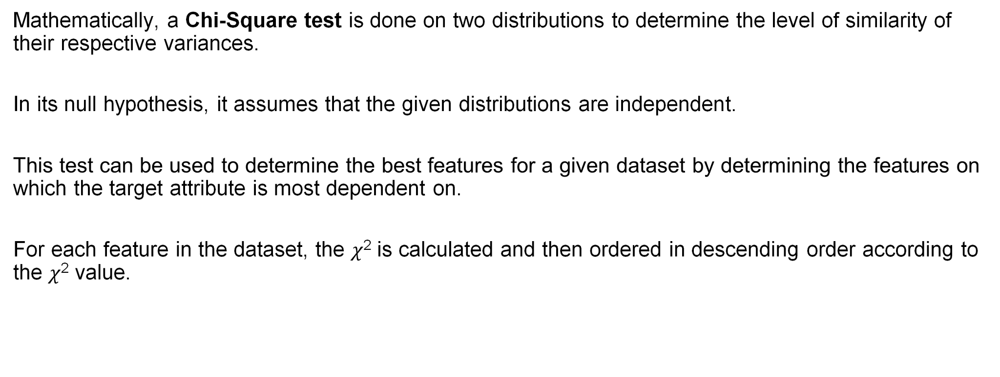 Mathematically, a Chi-Square test is done on two distributions to determine the level of similarity of
their respective variances.
In its null hypothesis, it assumes that the given distributions are independent.
This test can be used to determine the best features for a given dataset by determining the features on
which the target attribute is most dependent on.
For each feature in the dataset, the χ² is calculated and then ordered in descending order according to
the χ² value.